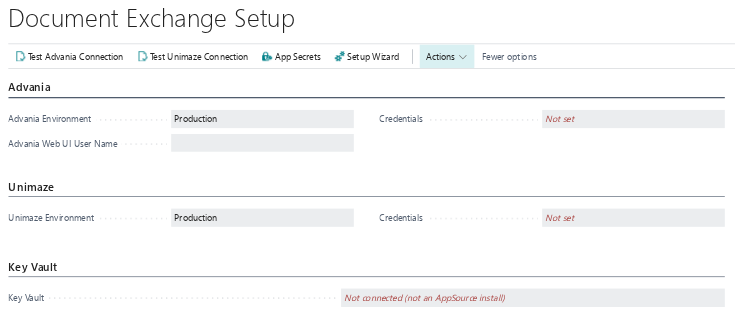 Document Exchange Setup
Test Advania Connection Test Unimaze Connection App Secrets Setup Wizard Actions Fewer options
Advania
Advania Environment Production Credentials Not set
Advania Web UI User Name
Unimaze
Unimaze Environment Production Credentials Not set
Key Vault
Key Vault Not connected (not an AppSource install)